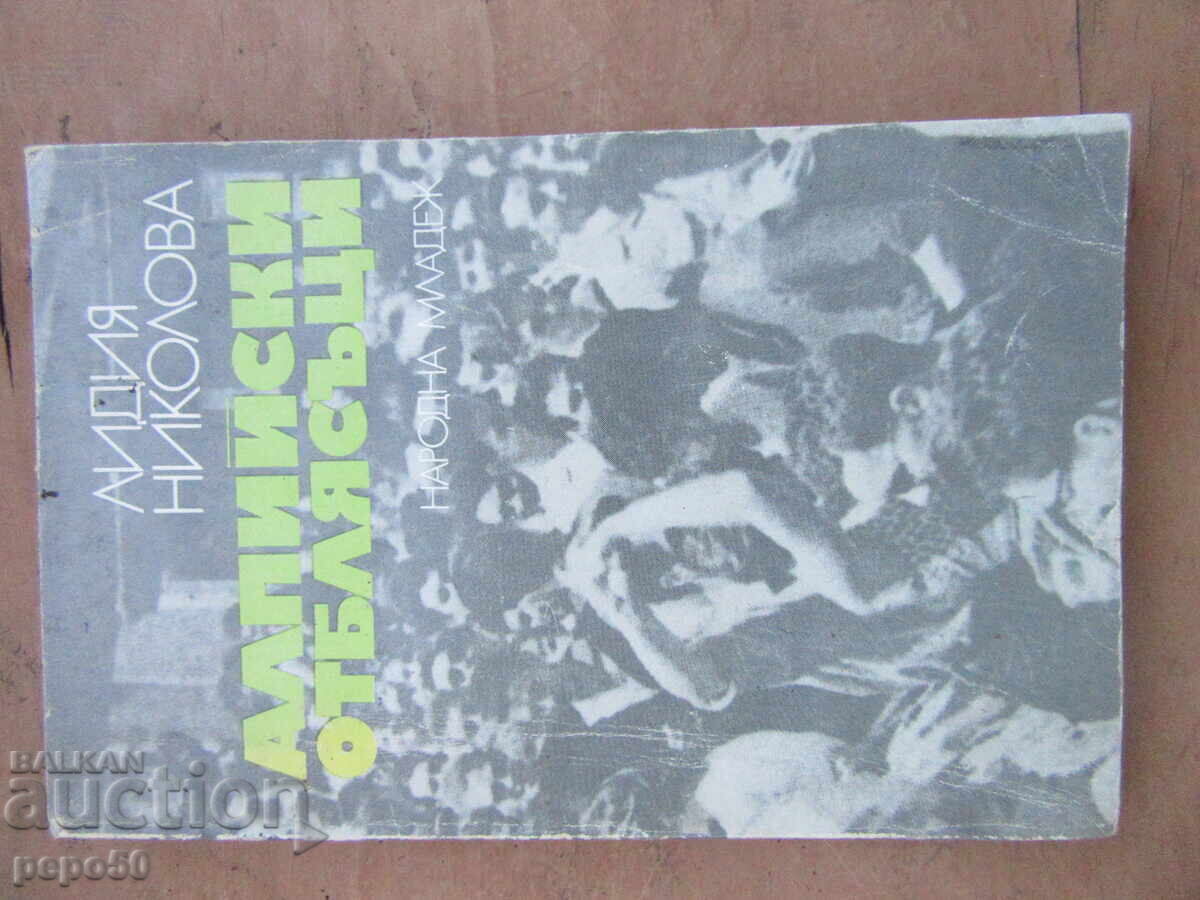 ЛИДИЯ
НИКОЛОВА
АЛПИЙСКИ
ОТБЛЯСЪЦИ
НАРОДНА МЛАДЕЖ
BALKAN
auction
pepo50